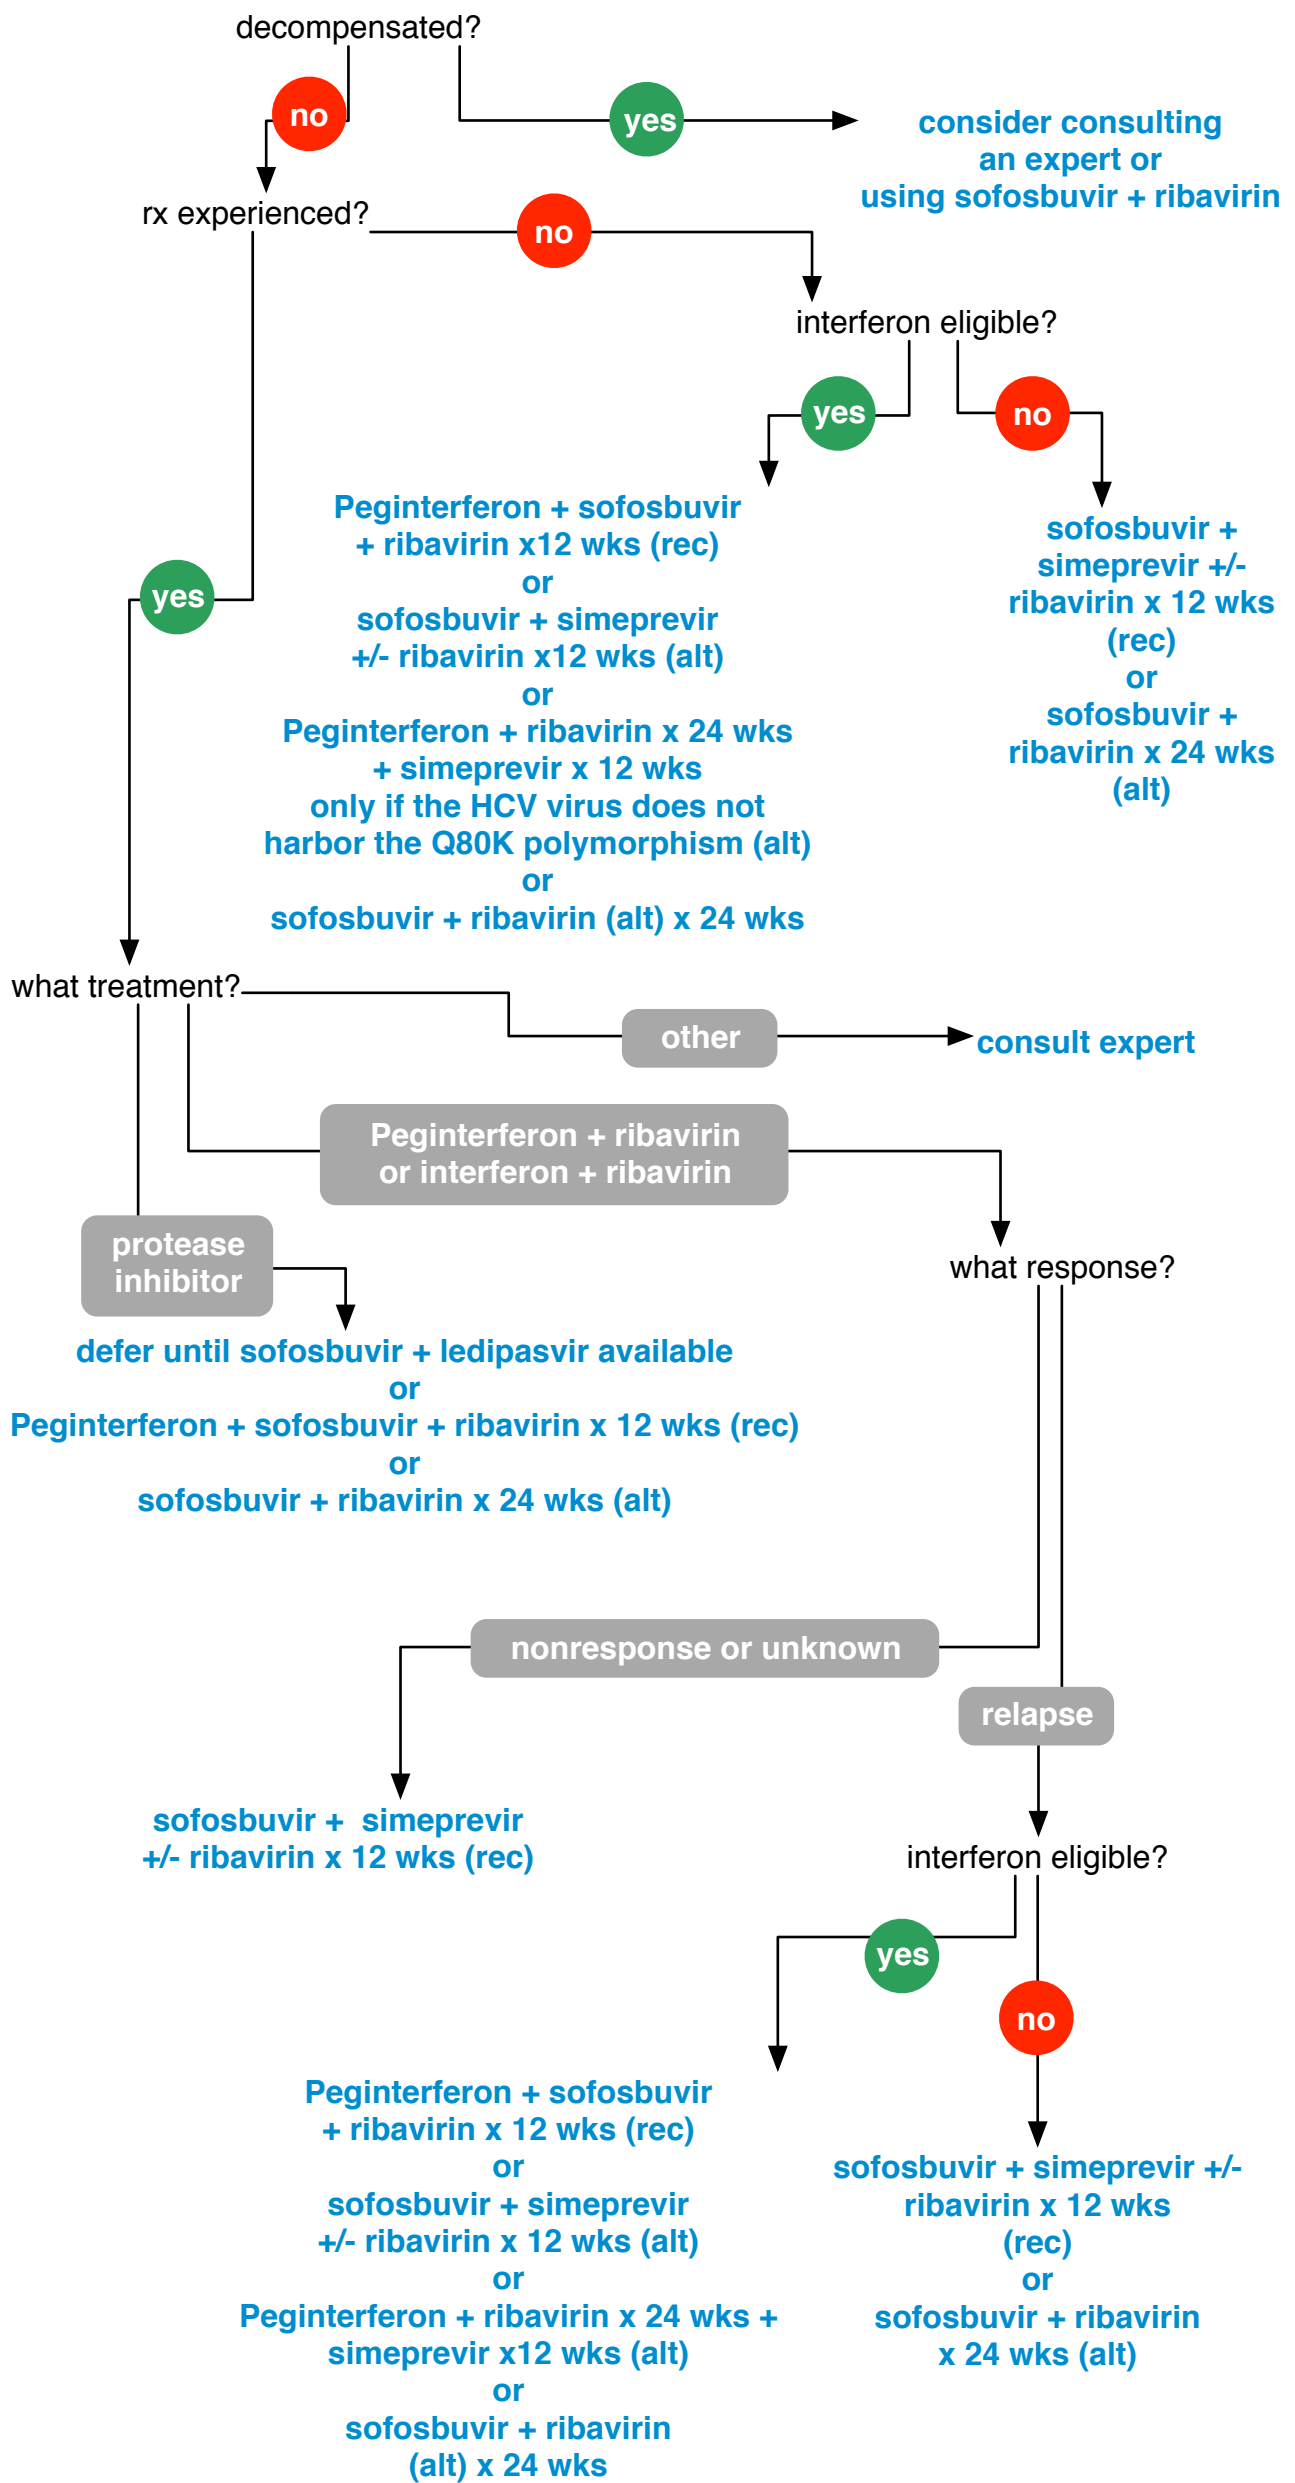 decompensated?
no
yes
consider consulting
an expert or
using sofosbuvir + ribavirin
rx experienced?
no
interferon eligible?
yes
no
Peginterferon + sofosbuvir
+ ribavirin x12 wks (rec)
or
sofosbuvir + simeprevir
+/- ribavirin x12 wks (alt)
or
Peginterferon + ribavirin x 24 wks
+ simeprevir x 12 wks
only if the HCV virus does not
harbor the Q80K polymorphism (alt)
or
sofosbuvir + ribavirin (alt) x 24 wks
sofosbuvir +
simeprevir +/-
ribavirin x 12 wks
(rec)
or
sofosbuvir +
ribavirin x 24 wks
(alt)
yes
what treatment?
other
consult expert
Peginterferon + ribavirin
or interferon + ribavirin
protease
inhibitor
what response?
defer until sofosbuvir + ledipasvir available
or
Peginterferon + sofosbuvir + ribavirin x 12 wks (rec)
or
sofosbuvir + ribavirin x 24 wks (alt)
nonresponse or unknown
relapse
sofosbuvir +  simeprevir
+/- ribavirin x 12 wks (rec)
interferon eligible?
yes
no
Peginterferon + sofosbuvir
+ ribavirin x 12 wks (rec)
or
sofosbuvir + simeprevir
+/- ribavirin x 12 wks (alt)
or
Peginterferon + ribavirin x 24 wks +
simeprevir x12 wks (alt)
or
sofosbuvir + ribavirin
(alt) x 24 wks
sofosbuvir + simeprevir +/-
ribavirin x 12 wks
(rec)
or
sofosbuvir + ribavirin
x 24 wks (alt)